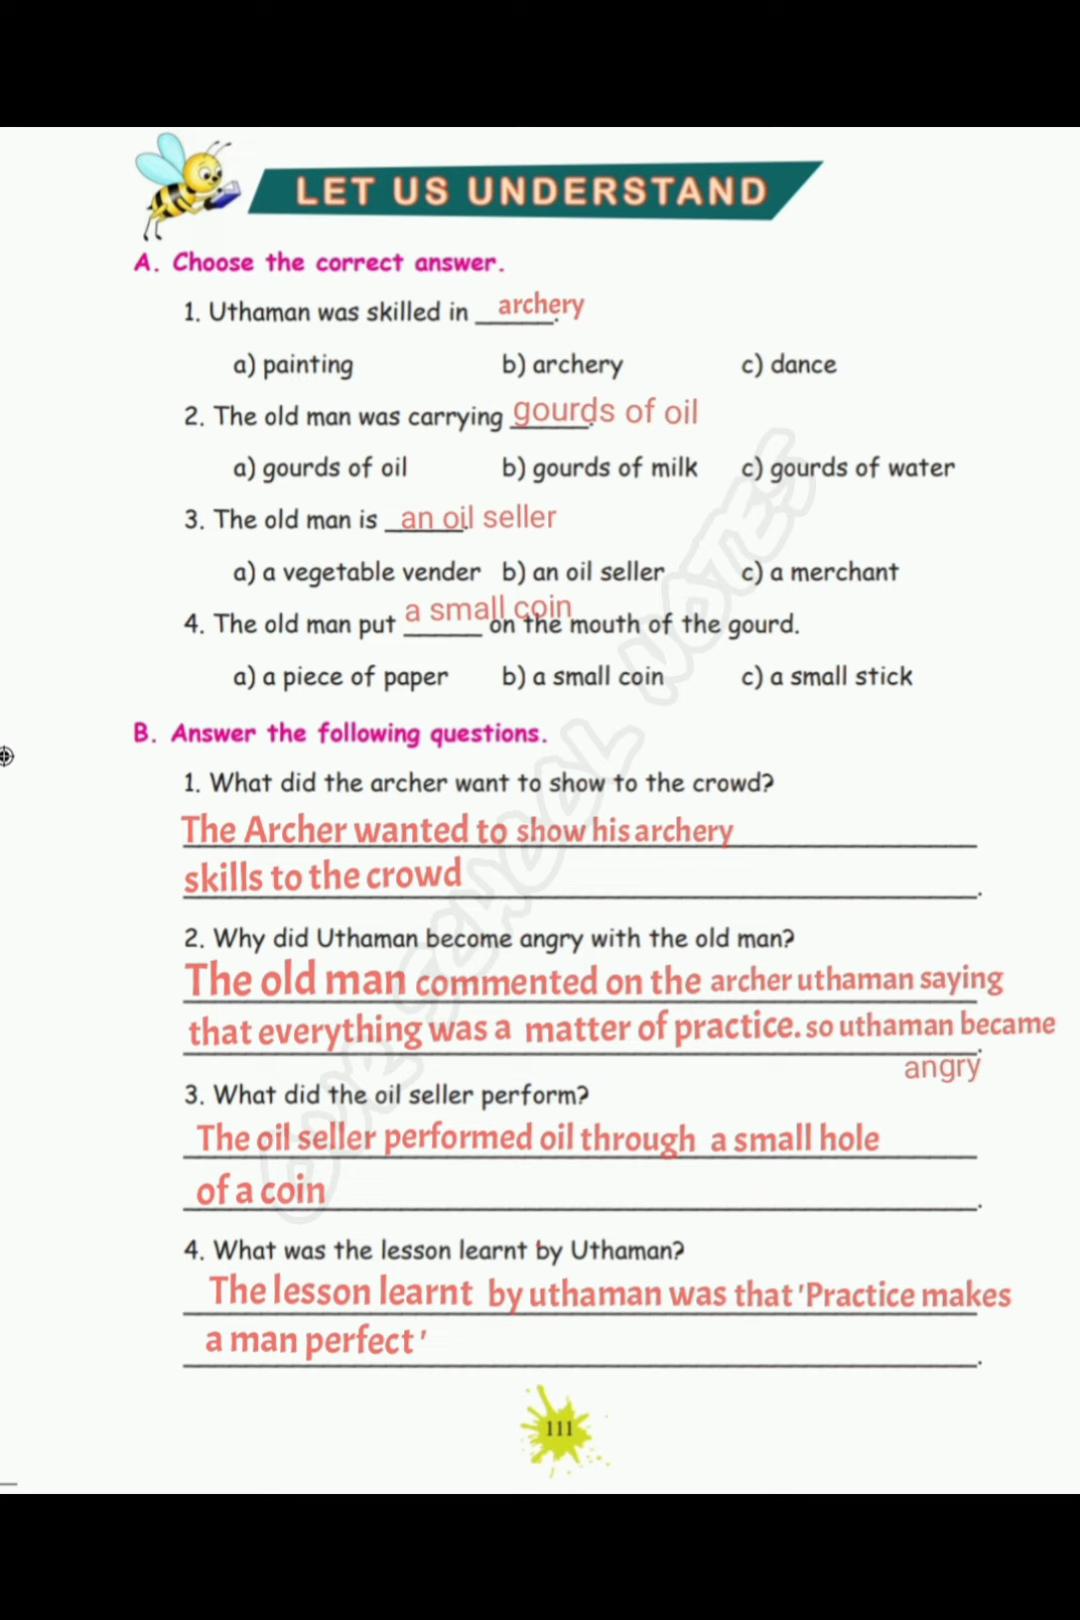 LET US UNDERSTAND
A. Choose the correct answer.
1. Uthaman was skilled in ______. archery
a) painting b) archery c) dance
2. The old man was carrying ______. gourds of oil
a) gourds of oil b) gourds of milk c) gourds of water
3. The old man is ______. an oil seller
a) a vegetable vender b) an oil seller c) a merchant
4. The old man put ______ a small coin on the mouth of the gourd.
a) a piece of paper b) a small coin c) a small stick
B. Answer the following questions.
1. What did the archer want to show to the crowd?
The Archer wanted to show his archery
skills to the crowd.
2. Why did Uthaman become angry with the old man?
The old man commented on the archer uthaman saying
that everything was a matter of practice. so uthaman became.
angry
3. What did the oil seller perform?
The oil seller performed oil through a small hole
of a coin.
4. What was the lesson learnt by Uthaman?
The lesson learnt by uthaman was that 'Practice makes
a man perfect'.
111
OUR SCHOOL NOTES